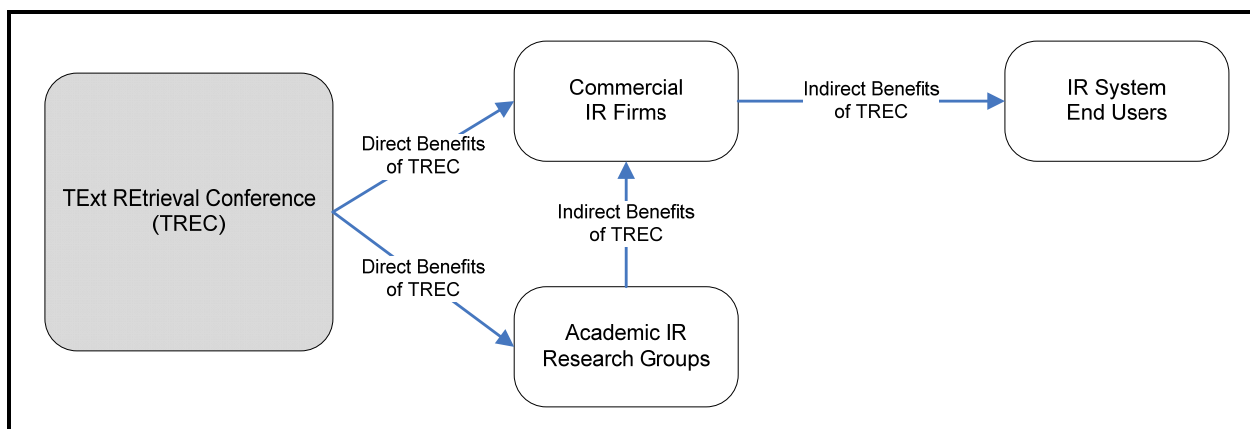 TExt REtrieval Conference
(TREC)
Direct Benefits
of TREC
Direct Benefits
of TREC
Commercial
IR Firms
Indirect Benefits
of TREC
Academic IR
Research Groups
Indirect Benefits
of TREC
IR System
End Users